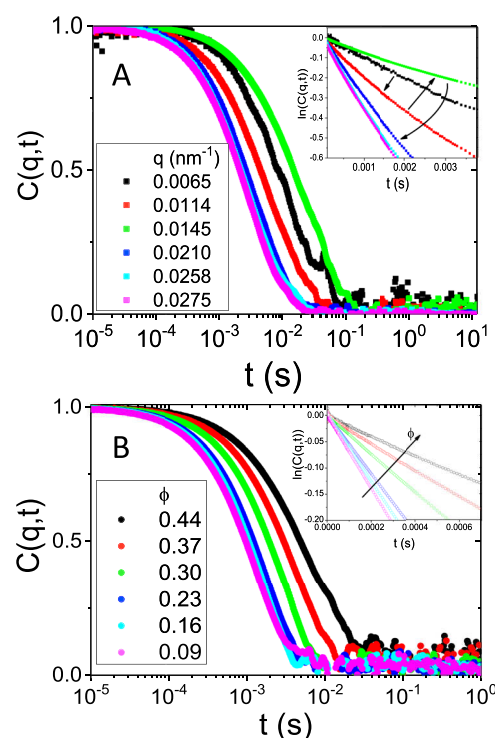 1.0
0.5
0.0
C(q,t)
A
q (nm⁻¹)
0.0065
0.0114
0.0145
0.0210
0.0258
0.0275
0.0
-0.1
-0.2
-0.3
-0.4
-0.5
-0.6
ln(C(q,t))
0.001 0.002 0.003
t (s)
10⁻⁵ 10⁻⁴ 10⁻³ 10⁻² 10⁻¹ 10⁰ 10¹
t (s)
1.0
0.5
0.0
C(q,t)
B
ϕ
0.44
0.37
0.30
0.23
0.16
0.09
0.00
-0.05
-0.10
-0.15
-0.20
ln(C(q,t))
ϕ
0.0000 0.0002 0.0004 0.0006
t (s)
10⁻⁵ 10⁻⁴ 10⁻³ 10⁻² 10⁻¹ 10⁰
t (s)